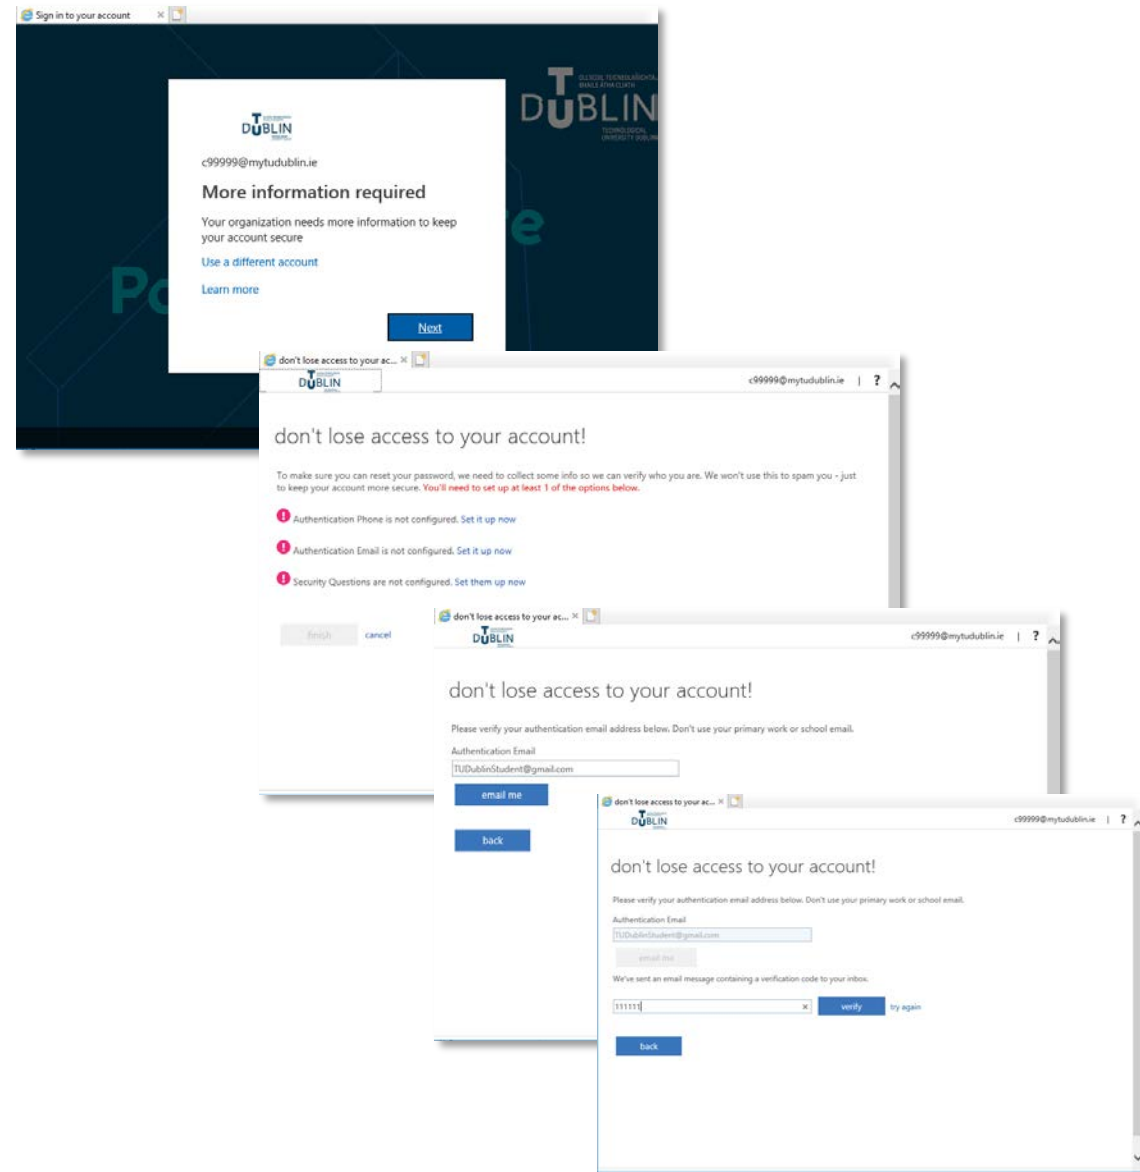 Sign in to your account
OLLSCOIL TEICNEOLAÍOCHTA
BHAILE ÁTHA CLIATH
DUBLIN
TECHNOLOGICAL
UNIVERSITY DUBLIN
DUBLIN
c99999@mytudublin.ie
More information required
Your organization needs more information to keep
your account secure
Use a different account
Learn more
Next
don't lose access to your ac...
DUBLIN
c99999@mytudublin.ie | ?
don't lose access to your account!
To make sure you can reset your password, we need to collect some info so we can verify who you are. We won't use this to spam you - just
to keep your account more secure. You'll need to set up at least 1 of the options below.
Authentication Phone is not configured. Set it up now
Authentication Email is not configured. Set it up now
Security Questions are not configured. Set them up now
finish cancel
don't lose access to your ac...
DUBLIN
c99999@mytudublin.ie | ?
don't lose access to your account!
Please verify your authentication email address below. Don't use your primary work or school email.
Authentication Email
TUDublinStudent@gmail.com
email me
back
don't lose access to your ac...
DUBLIN
c99999@mytudublin.ie | ?
don't lose access to your account!
Please verify your authentication email address below. Don't use your primary work or school email.
Authentication Email
TUDublinStudent@gmail.com
email me
We've sent an email message containing a verification code to your inbox.
111111 verify try again
back